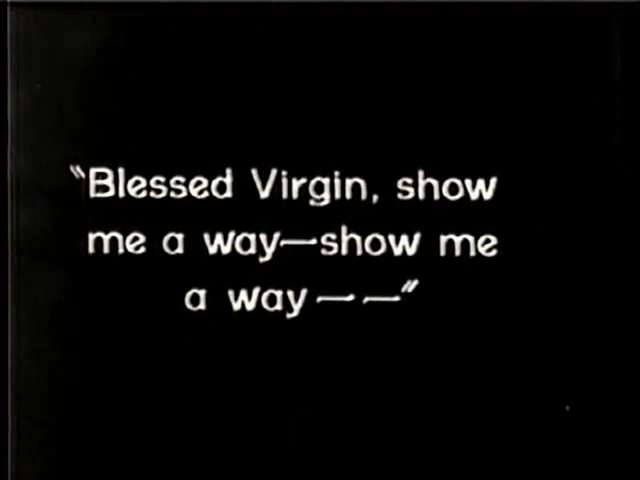 "Blessed Virgin, show
me a way—show me
a way— —"